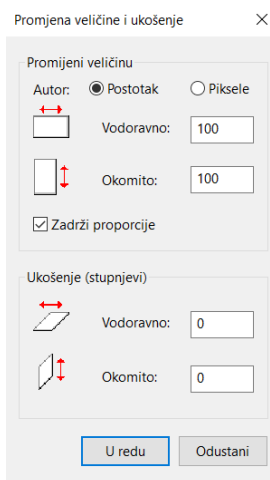 Promjena veličine i ukošenje
Promijeni veličinu
Autor: Postotak Piksele
Vodoravno: 100
Okomito: 100
Zadrži proporcije
Ukošenje (stupnjevi)
Vodoravno: 0
Okomito: 0
U redu Odustani